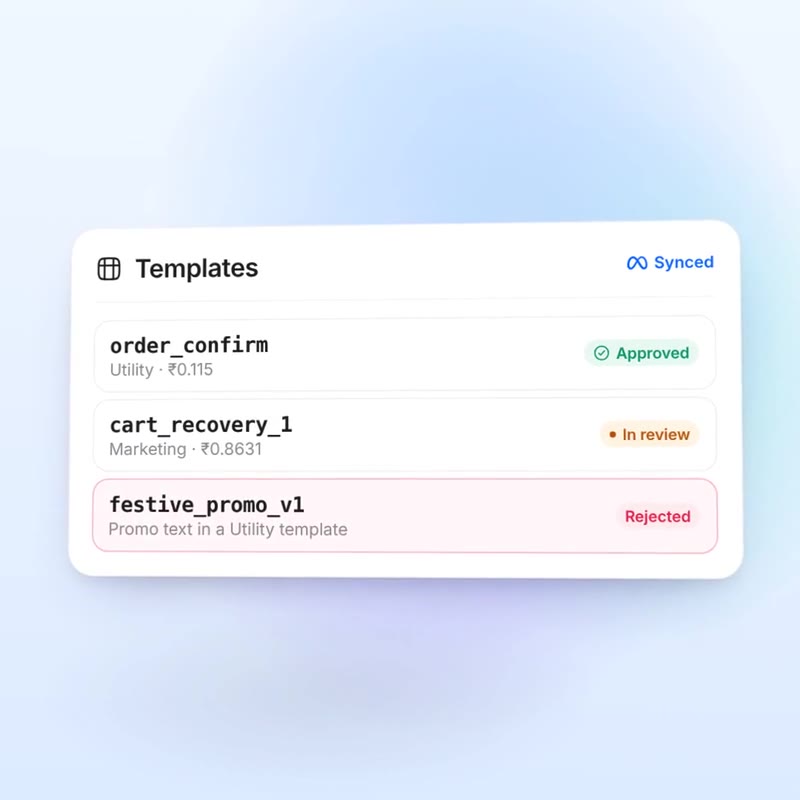 Templates
Synced
order_confirm
Utility · ₹0.115
Approved
cart_recovery_1
Marketing · ₹0.8631
In review
festive_promo_v1
Promo text in a Utility template
Rejected